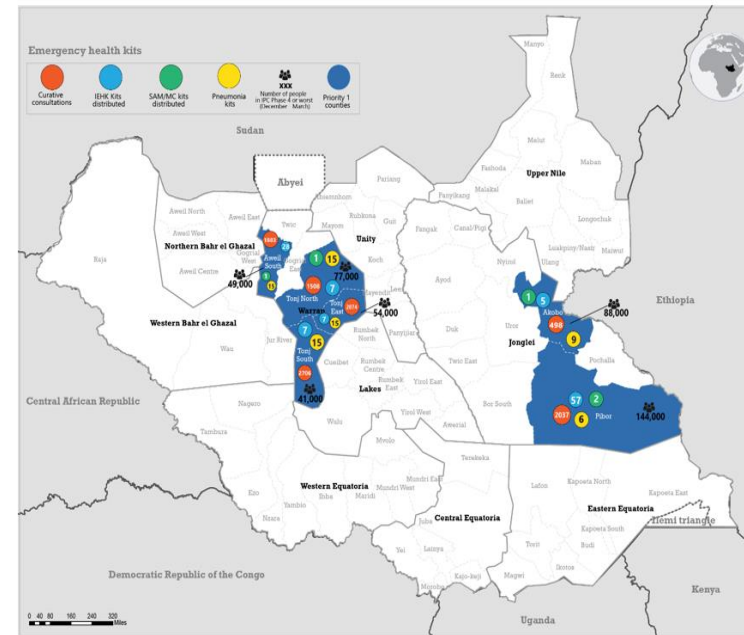 Emergency health kits
Curative
consultations
IEHK Kits
distributed
SAM/MC kits
distributed
Pneumonia
kits
XXX
Number of people
in IPC Phase 4 or worst
(December - March)
Priority 1
counties
Sudan
Abyei
Manyo
Renk
Melut
Maban
Fashoda
Upper Nile
Pariang
Panyikang
Malakal
Baliet
Longochuk
Luakpiny/Nasir
Maiwut
Ulang
Nyirol
Fangak
Canal/Pigi
Abiemnhom
Rubkona
Guit
Mayom
Unity
Koch
Mayendit
Leer
Panyijiar
Aweil North
Aweil East
Aweil West
Northern Bahr el Ghazal
Aweil Centre
Aweil South
Twic
Gogrial West
Raja
28
1
15
49,000
1
15
77,000
Tonj North
7
Warrap
Tonj East
54,000
7
15
7
15
Tonj South
41,000
Western Bahr el Ghazal
Jur River
Wau
Rumbek North
Cueibet
Rumbek Centre
Rumbek East
Yirol East
Yirol West
Lakes
Wulu
Awerial
Ayod
Duk
Twic East
Bor South
Uror
Jonglei
1
5
Akobo
498
9
88,000
Ethiopia
Pochalla
57
2
2037
6
Pibor
144,000
Central African Republic
Nagero
Tambura
Ezo
Nzara
Yambio
Ibba
Maridi
Western Equatoria
Mvolo
Mundri West
Mundri East
Terekeka
Central Equatoria
Juba
Yei
Lainya
Morobo
Kajo-keji
Lafon
Kapoeta North
Kapoeta East
Eastern Equatoria
Kapoeta South
Torit
Budi
Ikotos
Magwi
Ilemi triangle
Democratic Republic of the Congo
Uganda
Kenya
0 40 80 160 240 320
Miles